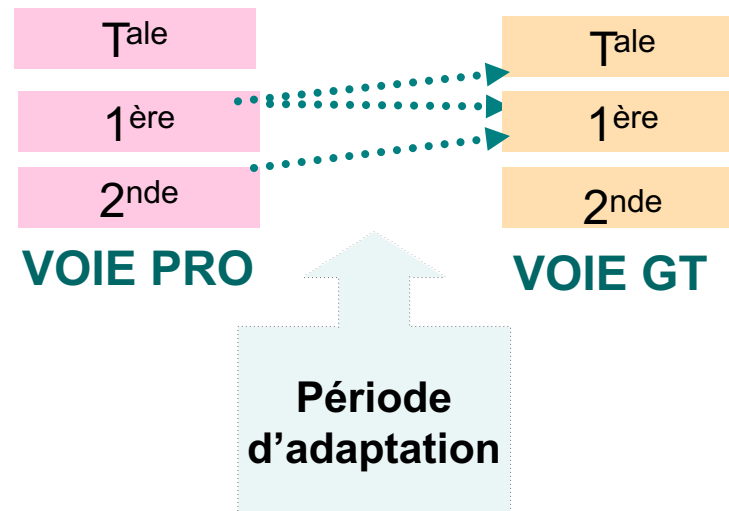 Tale
1ère
2nde
VOIE PRO
Tale
1ère
2nde
VOIE GT
Période
d’adaptation